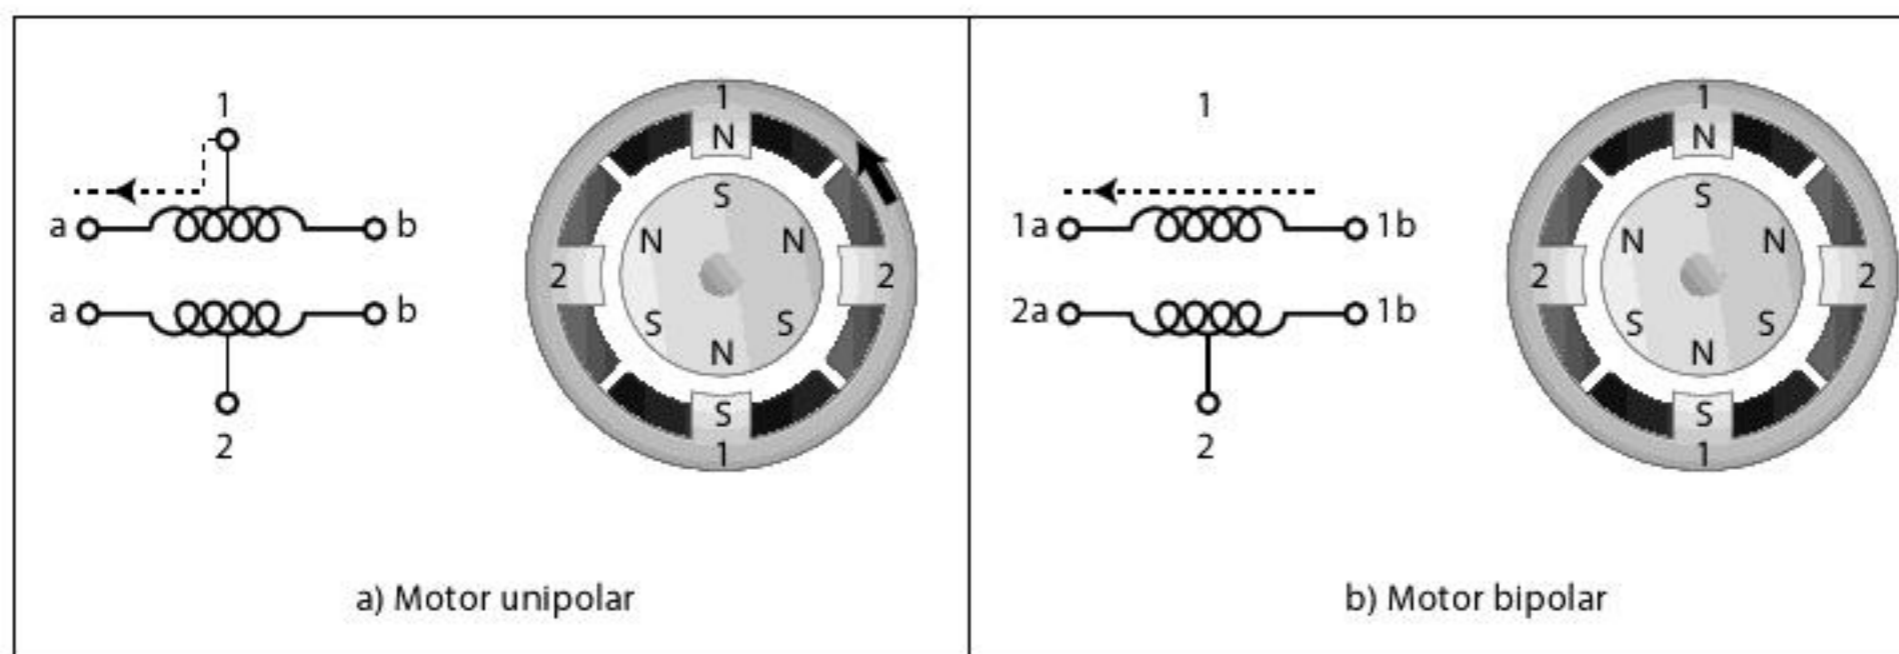 1
a b
a b
2
1
N
S
N N
2 2
S S
N
S
1
a) Motor unipolar
1
1a 1b
2a 1b
2
1
N
S
N N
2 2
S S
N
S
1
b) Motor bipolar